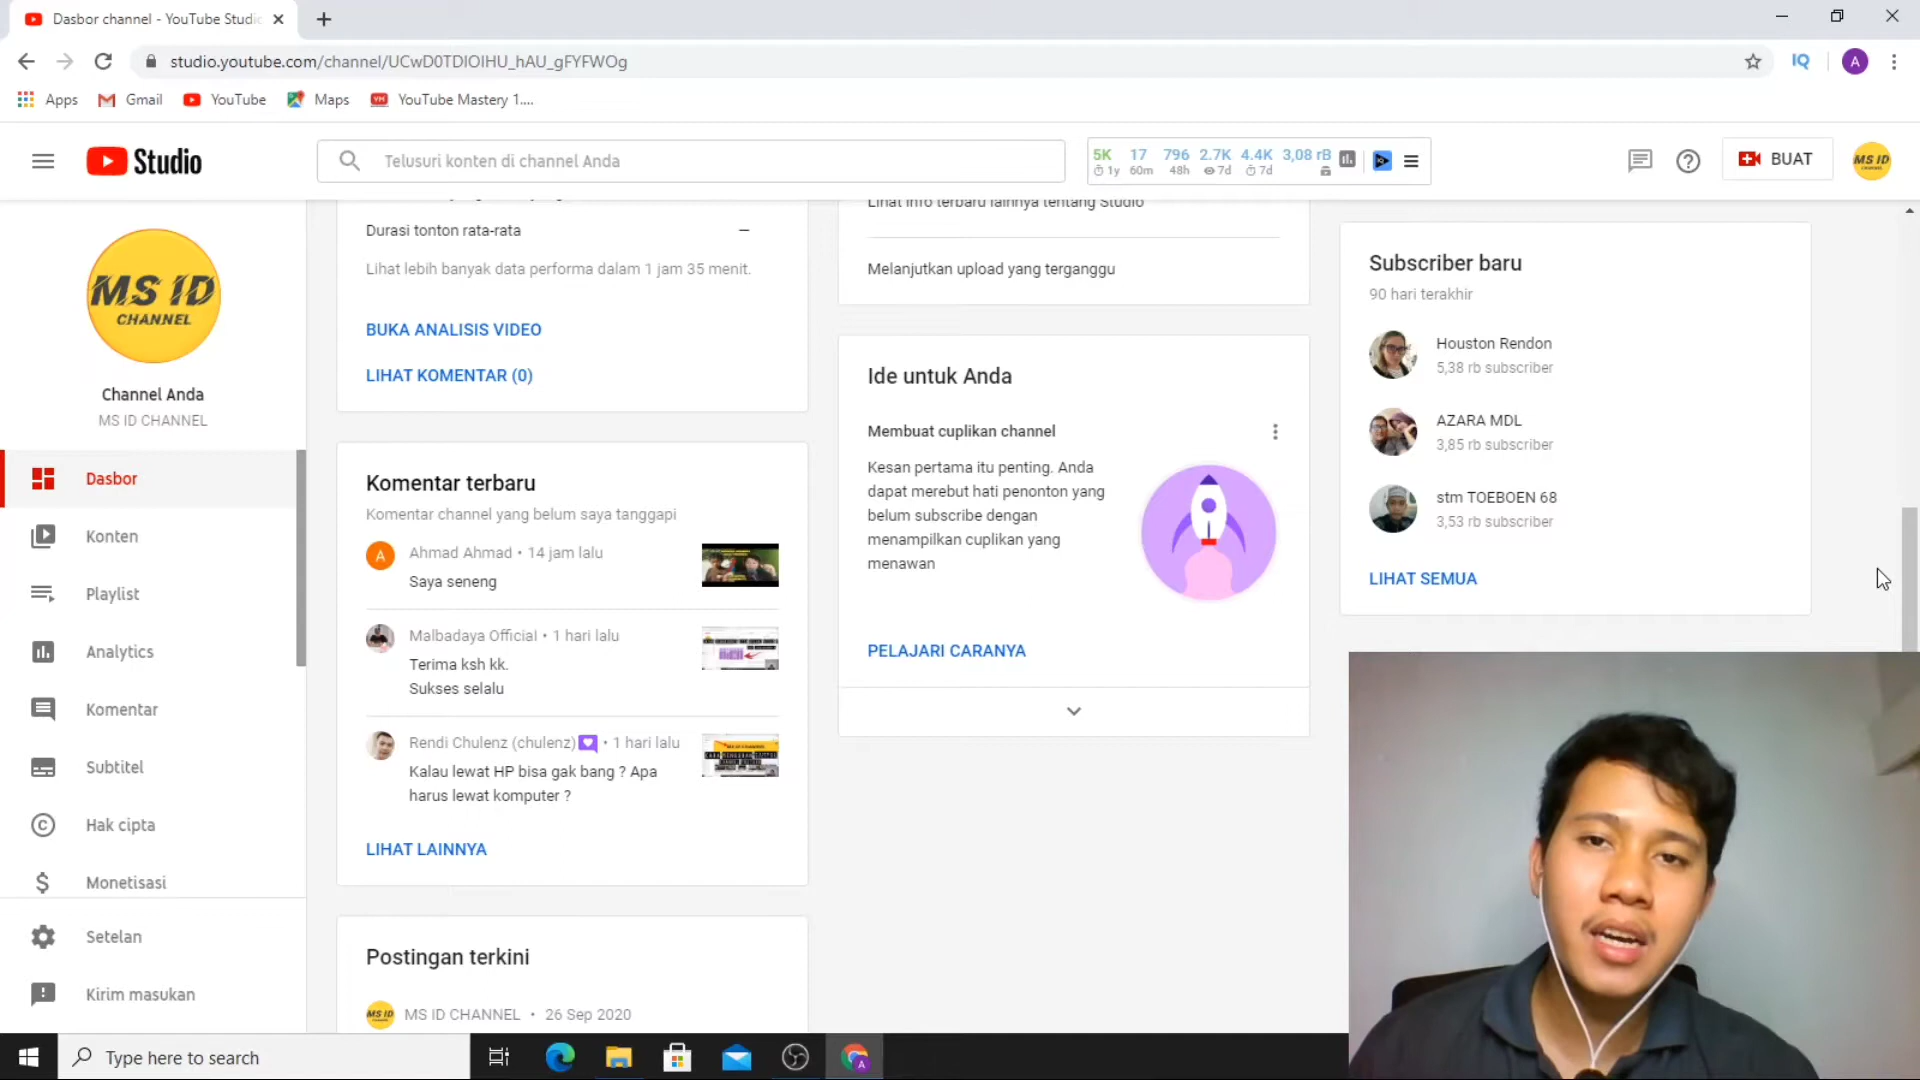 Dasbor channel - YouTube Studio
studio.youtube.com/channel/UCwD0TDIOIHU_hAU_gFYFWOg
IQ
A
Apps
Gmail
YouTube
Maps
YouTube Mastery 1....
Studio
Telusuri konten di channel Anda
5K 17 796 2.7K 4.4K 3,08 rB
1y 60m 48h 7d 7d
BUAT
MS ID
MS ID
CHANNEL
Channel Anda
MS ID CHANNEL
Dasbor
Konten
Playlist
Analytics
Komentar
Subtitel
Hak cipta
Monetisasi
Setelan
Kirim masukan
Durasi tonton rata-rata –
Lihat lebih banyak data performa dalam 1 jam 35 menit.
BUKA ANALISIS VIDEO
LIHAT KOMENTAR (0)
Komentar terbaru
Komentar channel yang belum saya tanggapi
A
Ahmad Ahmad • 14 jam lalu
Saya seneng
Malbadaya Official • 1 hari lalu
Terima ksh kk.
Sukses selalu
Rendi Chulenz (chulenz) • 1 hari lalu
Kalau lewat HP bisa gak bang ? Apa
harus lewat komputer ?
LIHAT LAINNYA
Postingan terkini
MS ID
MS ID CHANNEL • 26 Sep 2020
Lihat info terbaru lainnya tentang Studio
Melanjutkan upload yang terganggu
Ide untuk Anda
Membuat cuplikan channel
Kesan pertama itu penting. Anda
dapat merebut hati penonton yang
belum subscribe dengan
menampilkan cuplikan yang
menawan
PELAJARI CARANYA
Subscriber baru
90 hari terakhir
Houston Rendon
5,38 rb subscriber
AZARA MDL
3,85 rb subscriber
stm TOEBOEN 68
3,53 rb subscriber
LIHAT SEMUA
Type here to search